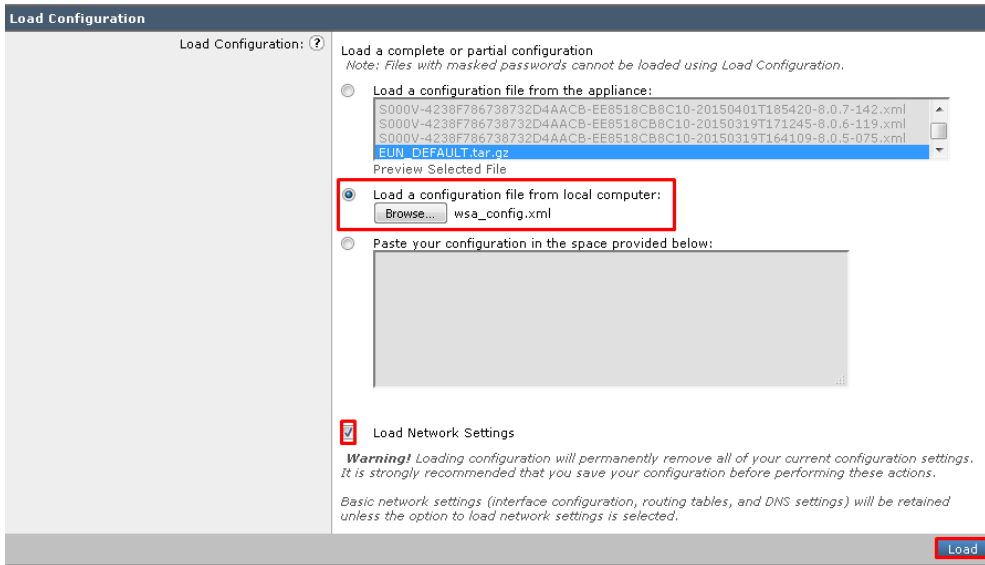 Load Configuration
Load Configuration: ?
Load a complete or partial configuration
Note: Files with masked passwords cannot be loaded using Load Configuration.
Load a configuration file from the appliance:
S000V-4238F786738732D4AACB-EE8518CB8C10-20150401T185420-8.0.7-142.xml
S000V-4238F786738732D4AACB-EE8518CB8C10-20150319T171245-8.0.6-119.xml
S000V-4238F786738732D4AACB-EE8518CB8C10-20150319T164109-8.0.5-075.xml
EUN_DEFAULT.tar.gz
Preview Selected File
Load a configuration file from local computer:
Browse... wsa_config.xml
Paste your configuration in the space provided below:
Load Network Settings
Warning! Loading configuration will permanently remove all of your current configuration settings.
It is strongly recommended that you save your configuration before performing these actions.
Basic network settings (interface configuration, routing tables, and DNS settings) will be retained
unless the option to load network settings is selected.
Load